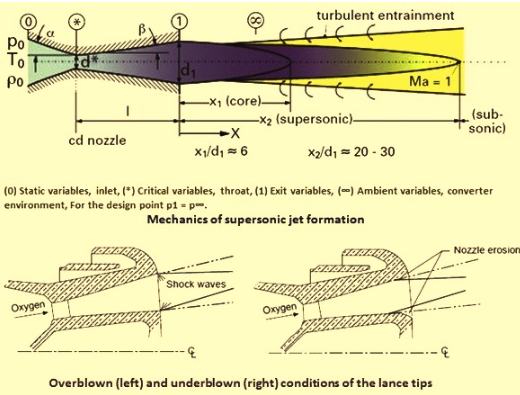 0 * 1 ∞ turbulent entrainment
α β
p₀
T₀ d* d₁ Ma = 1
ρ₀
x₁ (core)
l x₂ (supersonic) (sub-
sonic)
X
cd nozzle x₁/d₁ ≈ 6 x₂/d₁ ≈ 20 - 30
(0) Static variables, inlet, (*) Critical variables, throat, (1) Exit variables, (∞) Ambient variables, converter
environment, For the design point p1 = p∞.
Mechanics of supersonic jet formation
Nozzle erosion
Shock waves
Oxygen Oxygen
℄ ℄
Overblown (left) and underblown (right) conditions of the lance tips